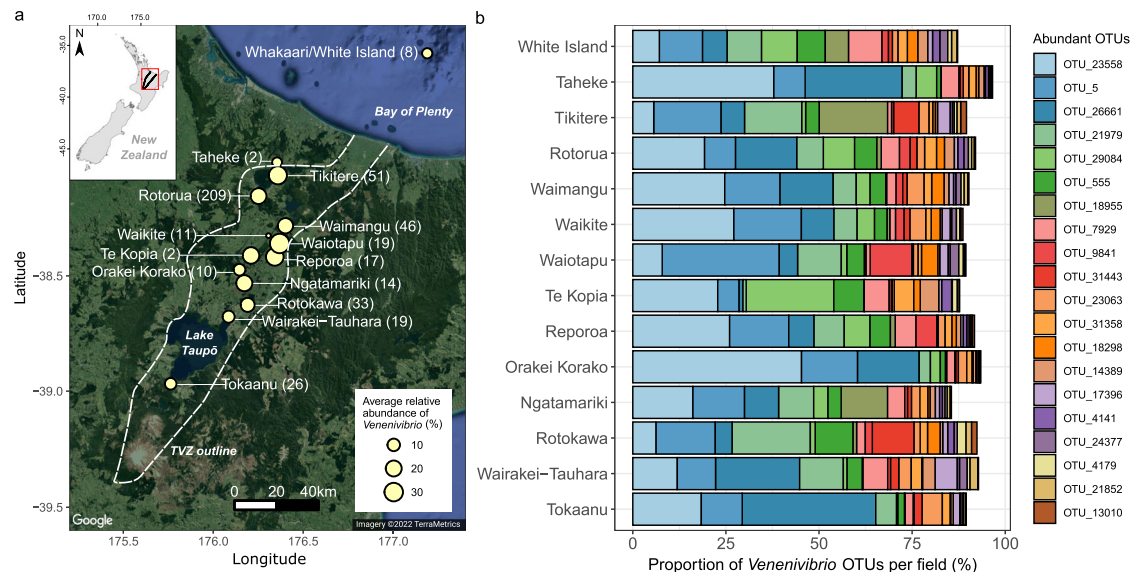 a
170.0 175.0
N
−35.0
−40.0
−45.0
New
Zealand
Whakaari/White Island (8)
Bay of Plenty
Taheke (2)
Tikitere (51)
Rotorua (209)
Waimangu (46)
Waikite (11)
Waiotapu (19)
Te Kopia (2)
Reporoa (17)
Orakei Korako (10)
Ngatamariki (14)
Rotokawa (33)
Wairakei−Tauhara (19)
Lake
Taupō
Tokaanu (26)
TVZ outline
Average relative
abundance of
Venenivibrio (%)
10
20
30
0 20 40km
Google
Imagery ©2022 TerraMetrics
Latitude
−38.5
−39.0
−39.5
175.5 176.0 176.5 177.0
Longitude
b
White Island
Taheke
Tikitere
Rotorua
Waimangu
Waikite
Waiotapu
Te Kopia
Reporoa
Orakei Korako
Ngatamariki
Rotokawa
Wairakei−Tauhara
Tokaanu
0 25 50 75 100
Proportion of Venenivibrio OTUs per field (%)
Abundant OTUs
OTU_23558
OTU_5
OTU_26661
OTU_21979
OTU_29084
OTU_555
OTU_18955
OTU_7929
OTU_9841
OTU_31443
OTU_23063
OTU_31358
OTU_18298
OTU_14389
OTU_17396
OTU_4141
OTU_24377
OTU_4179
OTU_21852
OTU_13010